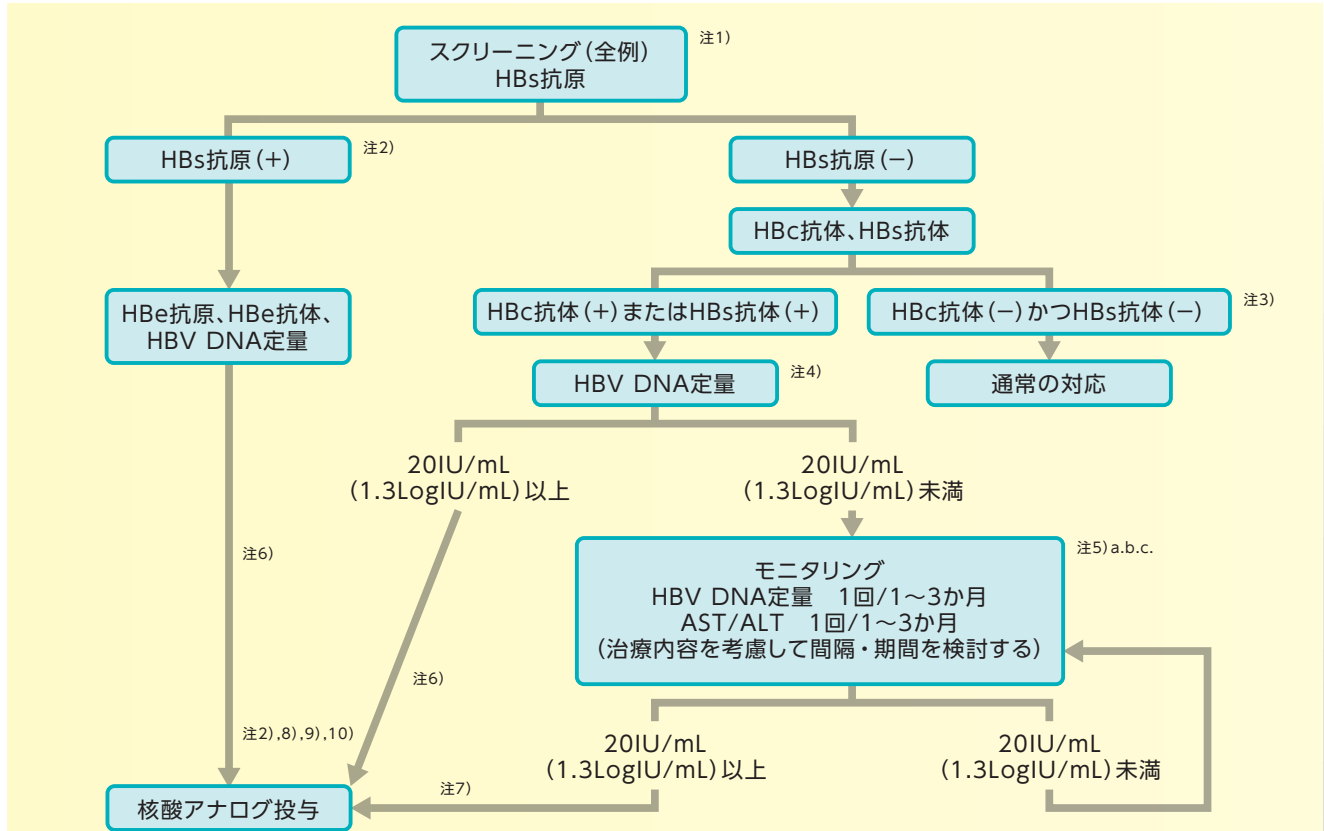 スクリーニング(全例)
HBs抗原
注1)
HBs抗原(+)
注2)
HBs抗原(−)
HBc抗体、HBs抗体
HBe抗原、HBe抗体、
HBV DNA定量
HBc抗体(+)またはHBs抗体(+)
HBc抗体(−)かつHBs抗体(−)
注3)
HBV DNA定量
注4)
通常の対応
20IU/mL
(1.3LogIU/mL)以上
20IU/mL
(1.3LogIU/mL)未満
注6)
注5)a.b.c.
モニタリング
HBV DNA定量 1回/1〜3か月
AST/ALT 1回/1〜3か月
(治療内容を考慮して間隔・期間を検討する)
注6)
注2),8),9),10)
20IU/mL
(1.3LogIU/mL)以上
20IU/mL
(1.3LogIU/mL)未満
注7)
核酸アナログ投与